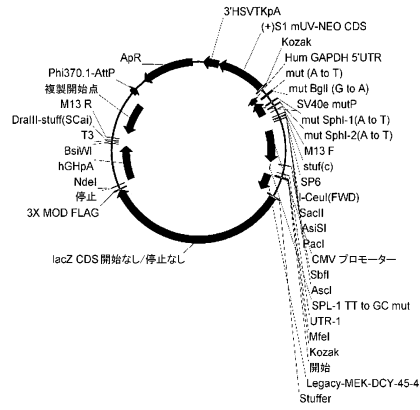 3'HSVTKpA
(+)S1 mUV-NEO CDS
Kozak
Hum GAPDH 5'UTR
mut (A to T)
mut BglI (G to A)
SV40e mutP
mut SphI-1(A to T)
mut SphI-2(A to T)
M13 F
stuf(c)
SP6
I-CeuI(FWD)
SacII
AsiSI
PacI
CMV プロモーター
SbfI
AscI
SPL-1 TT to GC mut
UTR-1
MfeI
Kozak
開始
Legacy-MEK-DCY-45-4
Stuffer
lacZ CDS 開始なし/停止なし
3X MOD FLAG
停止
NdeI
hGHpA
BsiWI
T3
DraIII-stuff(SCai)
M13 R
複製開始点
Phi370.1-AttP
ApR